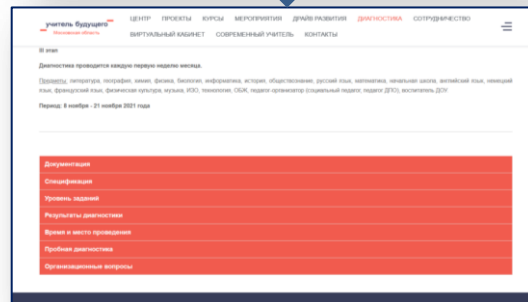 учитель будущего
Московская область
ЦЕНТР ПРОЕКТЫ КУРСЫ МЕРОПРИЯТИЯ ДРАЙВ РАЗВИТИЯ ДИАГНОСТИКА СОТРУДНИЧЕСТВО
ВИРТУАЛЬНЫЙ КАБИНЕТ СОВРЕМЕННЫЙ УЧИТЕЛЬ КОНТАКТЫ
III этап
Диагностика проводится каждую первую неделю месяца.
Предметы: литература, география, химия, физика, биология, информатика, история, обществознание, русский язык, математика, начальная школа, английский язык, немецкий
язык, французский язык, физическая культура, музыка, ИЗО, технология, ОБЖ, педагог организатор (социальный педагог, педагог ДПО), воспитатель ДОУ
Период: 8 ноября - 21 ноября 2021 года
Документация
Спецификация
Уровень заданий
Результаты диагностики
Время и место проведения
Пробная диагностика
Организационные вопросы